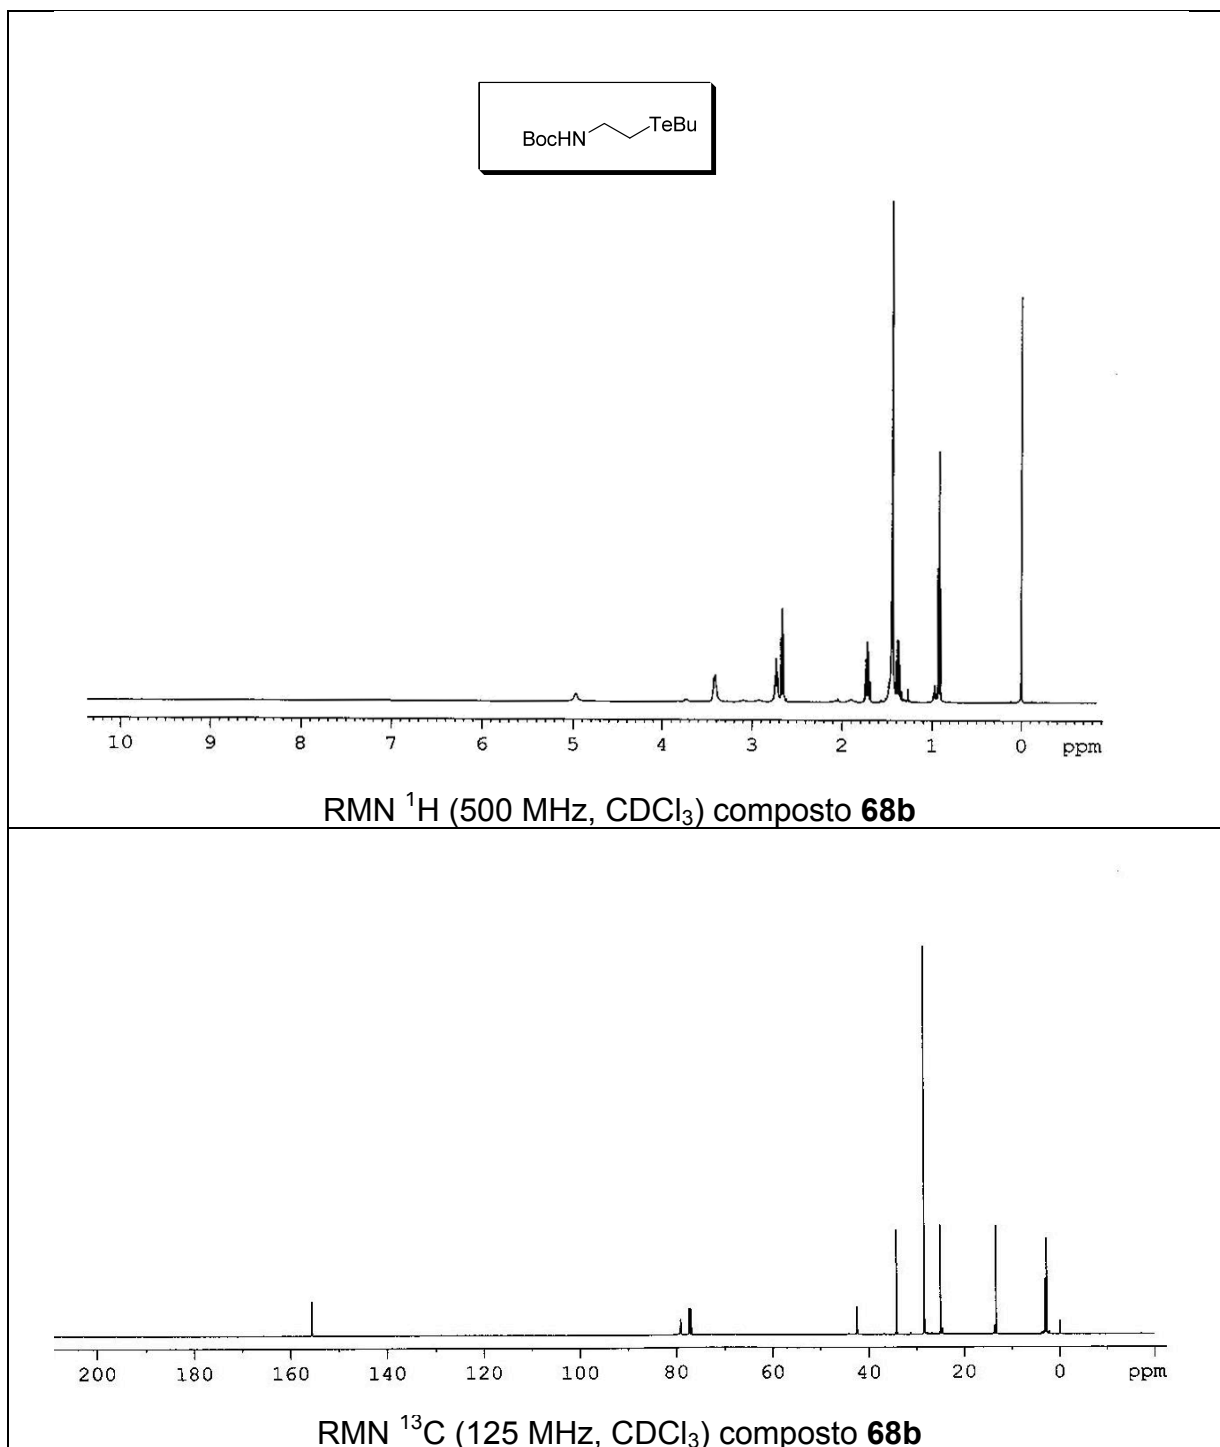 BocHN TeBu
10 9 8 7 6 5 4 3 2 1 0 ppm
RMN ¹H (500 MHz, CDCl₃) composto 68b
200 180 160 140 120 100 80 60 40 20 0 ppm
RMN ¹³C (125 MHz, CDCl₃) composto 68b